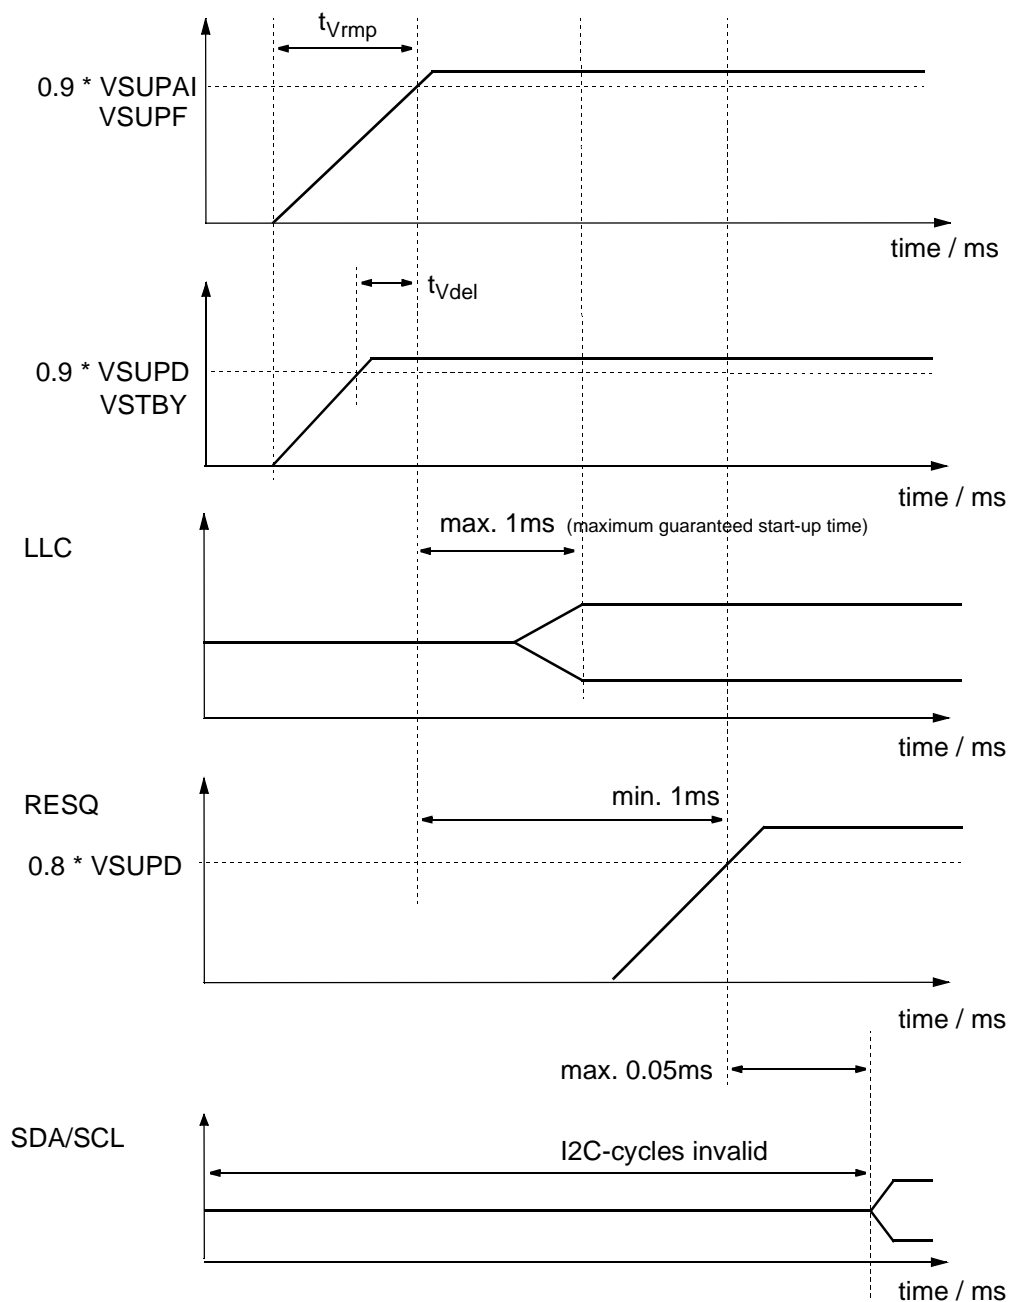 tVrmp
0.9 * VSUPAI
VSUPF
time / ms
tVdel
0.9 * VSUPD
VSTBY
time / ms
max. 1ms (maximum guaranteed start-up time)
LLC
time / ms
RESQ
min. 1ms
0.8 * VSUPD
time / ms
max. 0.05ms
SDA/SCL
I2C-cycles invalid
time / ms